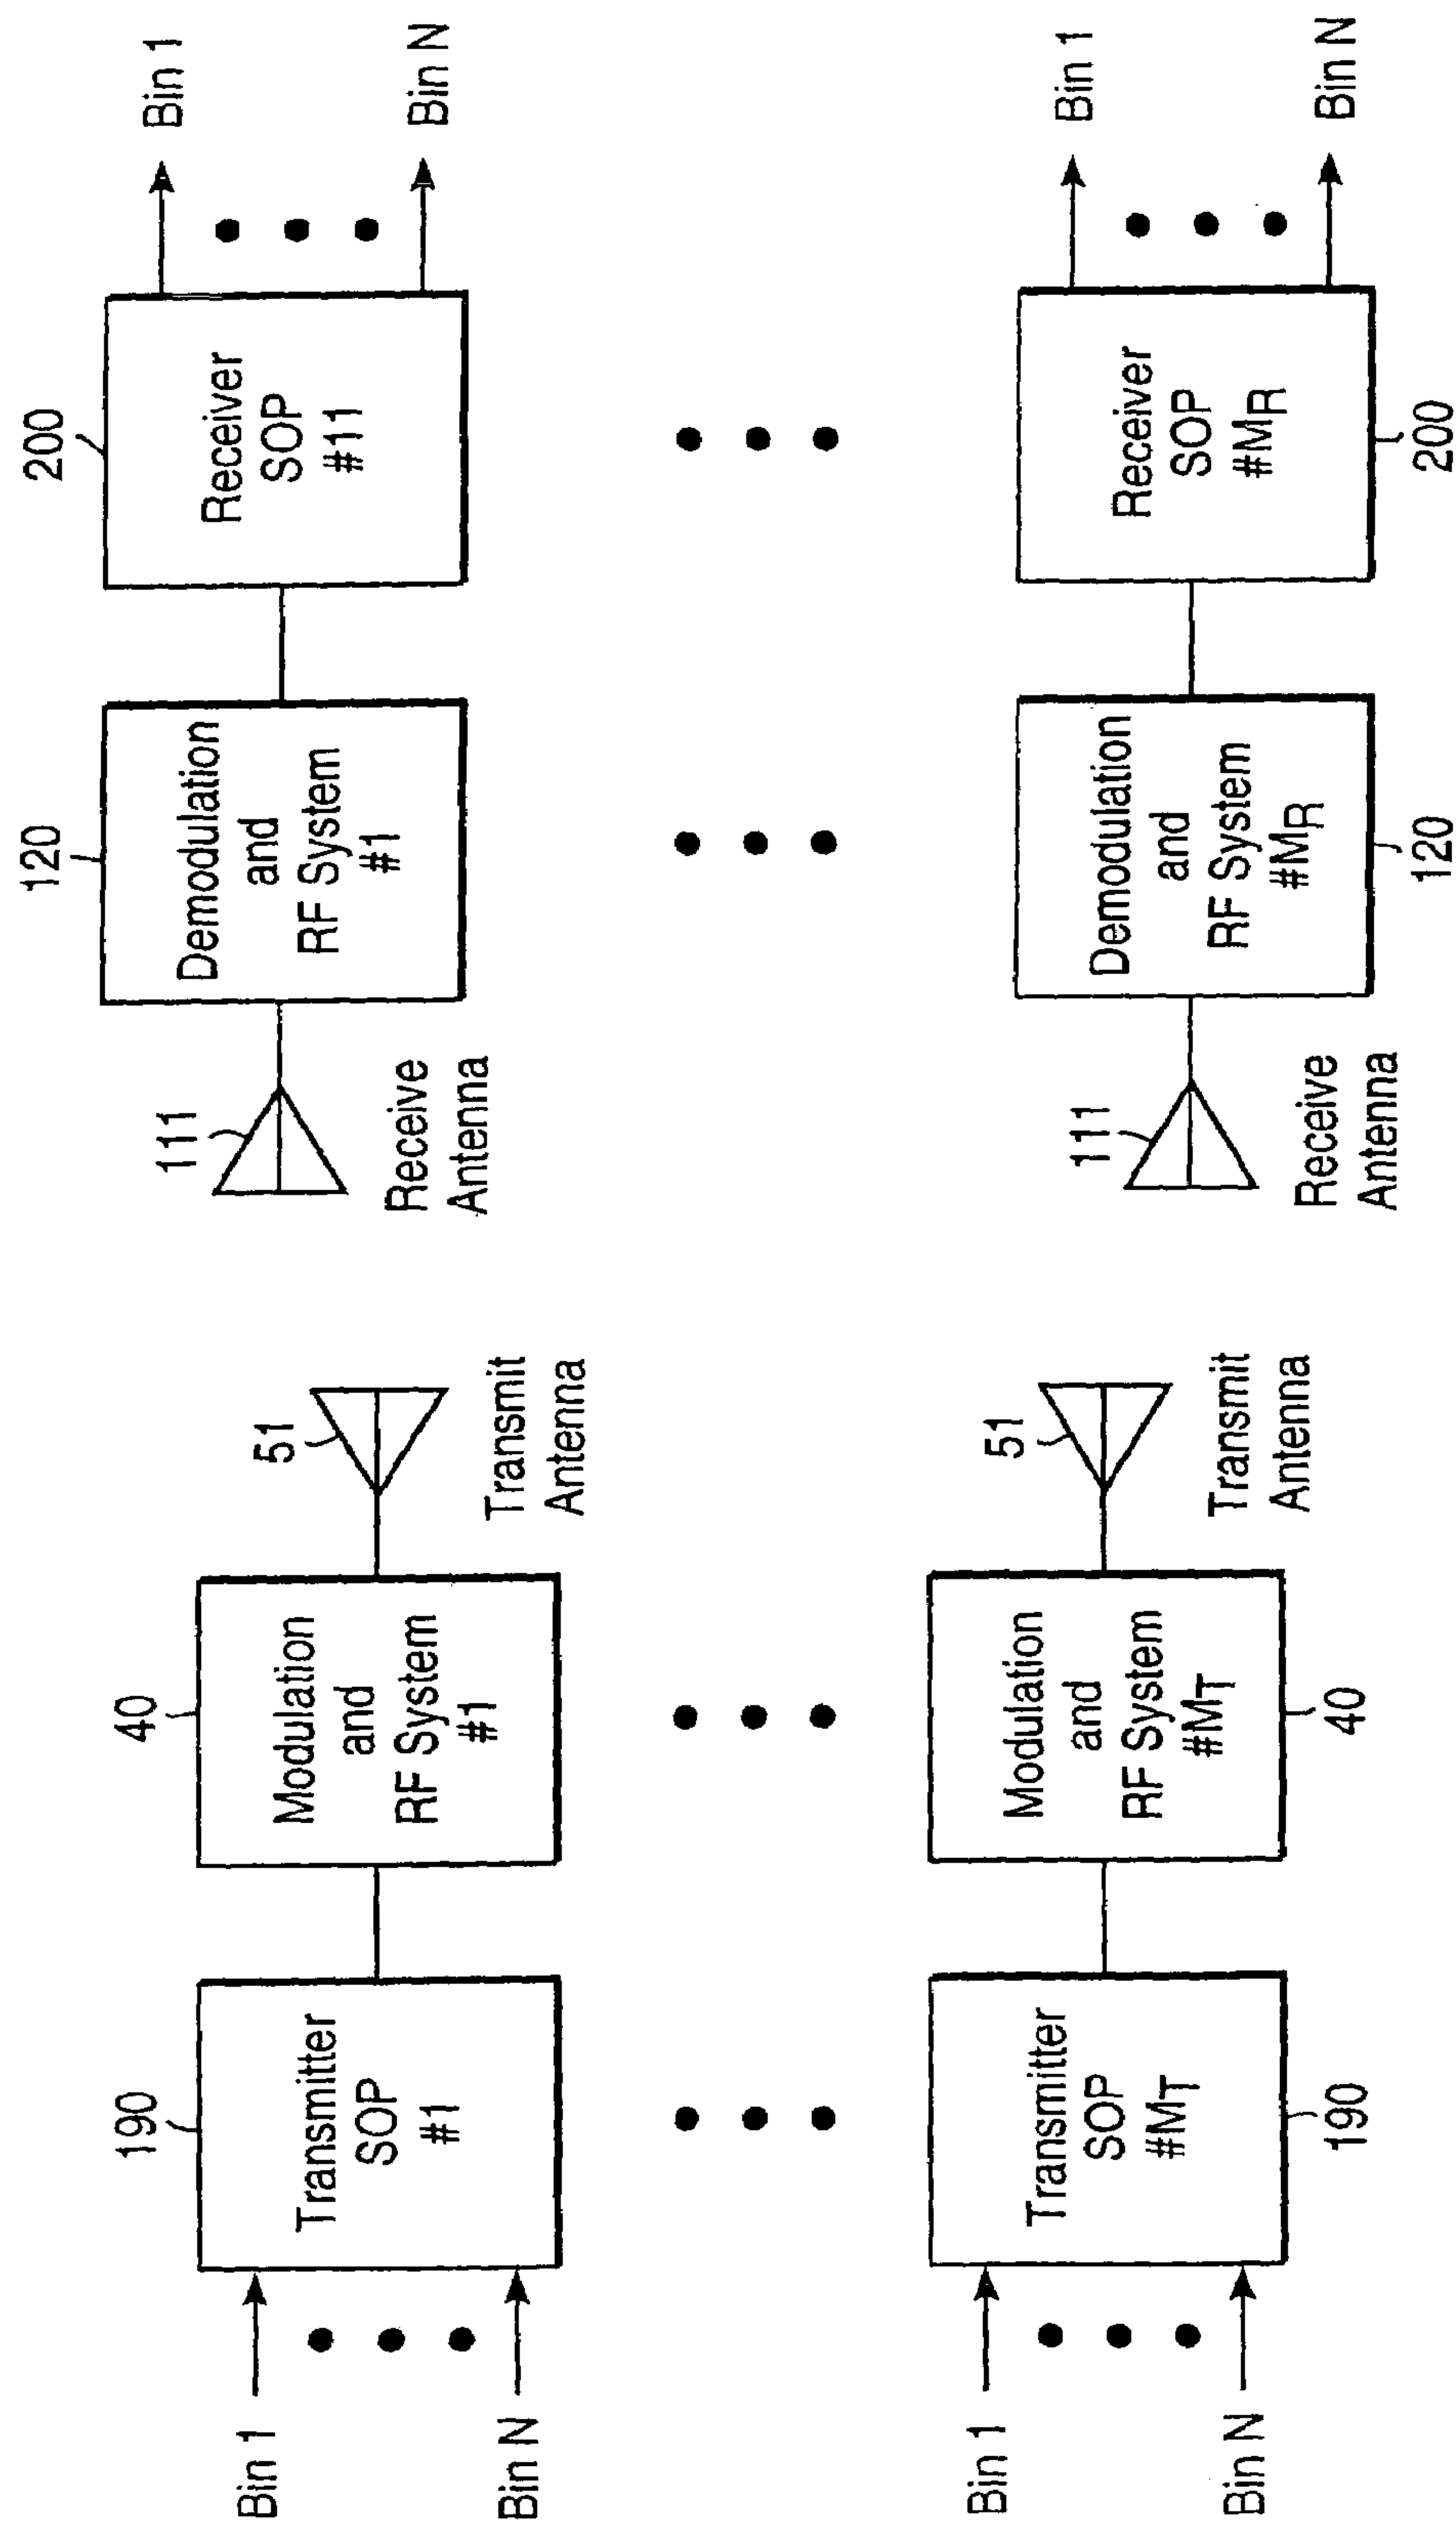 Bin 1
Bin N
190
Transmitter
SOP
#1
40
Modulation
and
RF System
#1
51
Transmit
Antenna
111
Receive
Antenna
120
Demodulation
and
RF System
#1
200
Receiver
SOP
#11
Bin 1
Bin N
Bin 1
Bin N
Transmitter
SOP
#MT
190
Modulation
and
RF System
#MT
40
51
Transmit
Antenna
111
Receive
Antenna
Demodulation
and
RF System
#MR
120
Receiver
SOP
#MR
200
Bin 1
Bin N